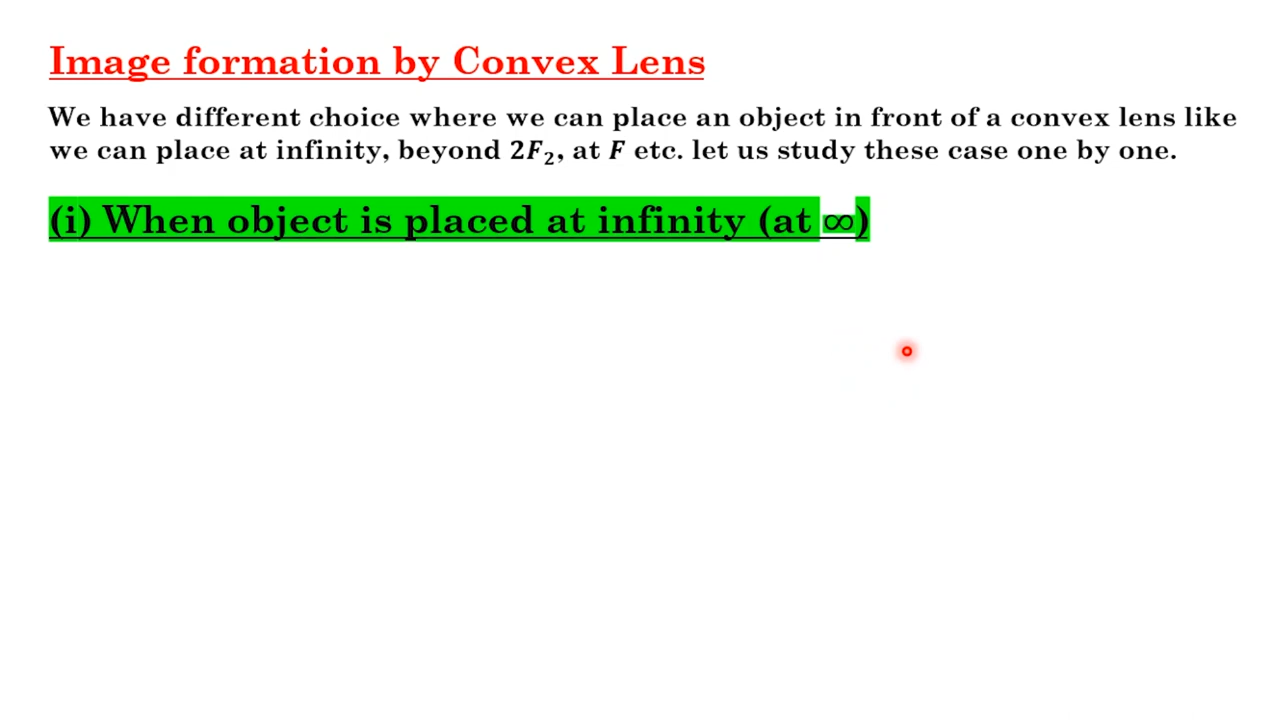 Image formation by Convex Lens
We have different choice where we can place an object in front of a convex lens like
we can place at infinity, beyond 2F₂, at F etc. let us study these case one by one.
(i) When object is placed at infinity (at ∞)